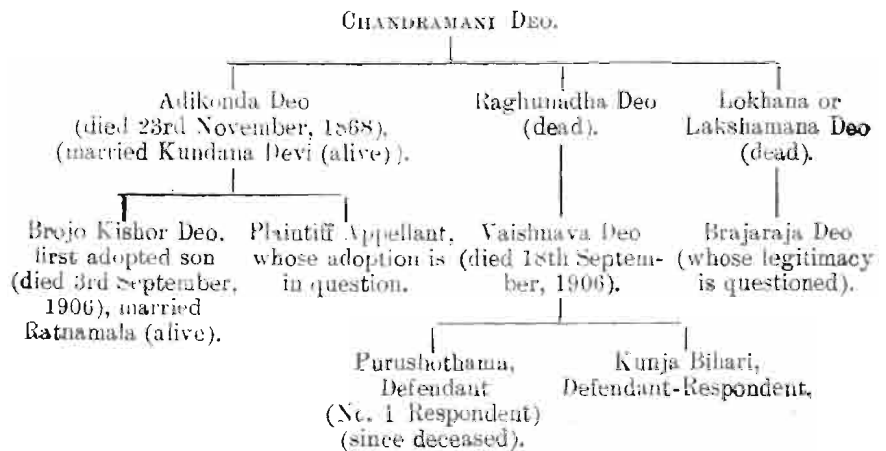 CHANDRAMANI DEO.
Adikonda Deo
(died 23rd November, 1868),
(married Kundana Devi (alive)).
Raghunadha Deo
(dead).
Lokhana or
Lakshamana Deo
(dead).
Brojo Kishor Deo,
first adopted son
(died 3rd September,
1906), married
Ratnamala (alive).
Plaintiff Appellant,
whose adoption is
in question.
Vaishnava Deo
(died 18th Septem-
ber, 1906).
Brajaraja Deo
(whose legitimacy
is questioned).
Purushothama,
Defendant
(No. 1 Respondent)
(since deceased).
Kunja Bihari,
Defendant-Respondent,